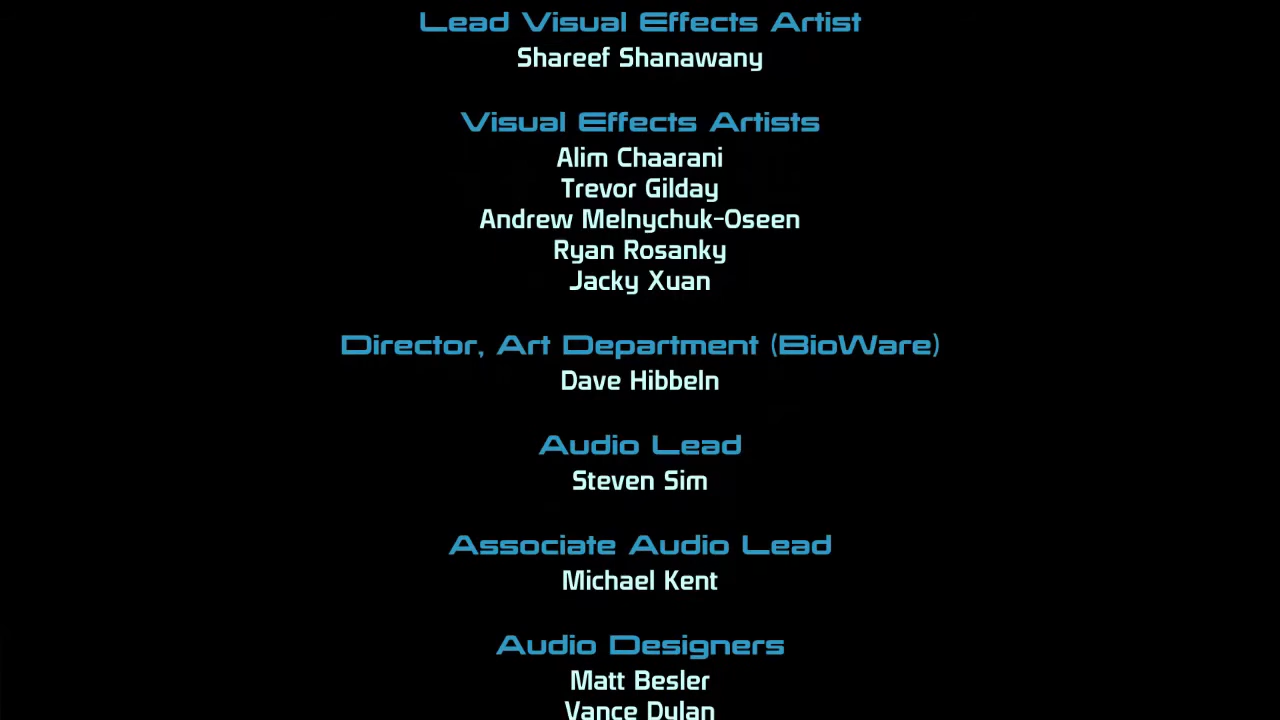 Lead Visual Effects Artist
Shareef Shanawany
Visual Effects Artists
Alim Chaarani
Trevor Gilday
Andrew Melnychuk-Oseen
Ryan Rosanky
Jacky Xuan
Director, Art Department (BioWare)
Dave Hibbeln
Audio Lead
Steven Sim
Associate Audio Lead
Michael Kent
Audio Designers
Matt Besler
Vance Dylan